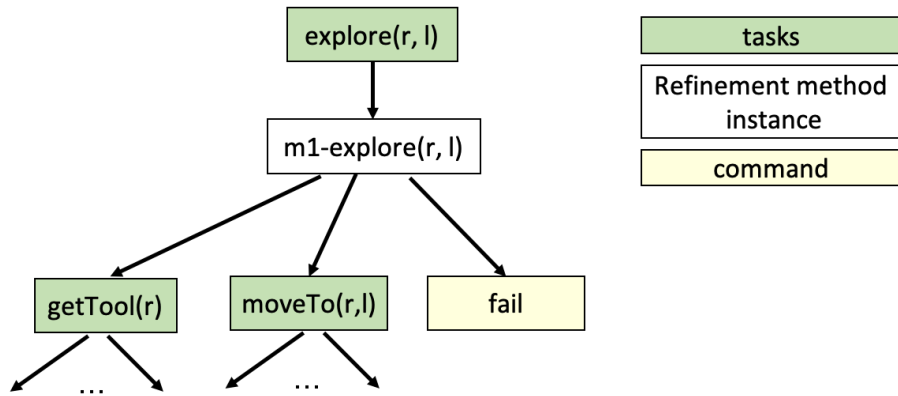 explore(r, l)
tasks
Refinement method
instance
m1-explore(r, l)
command
getTool(r)
moveTo(r,l)
fail
...
...